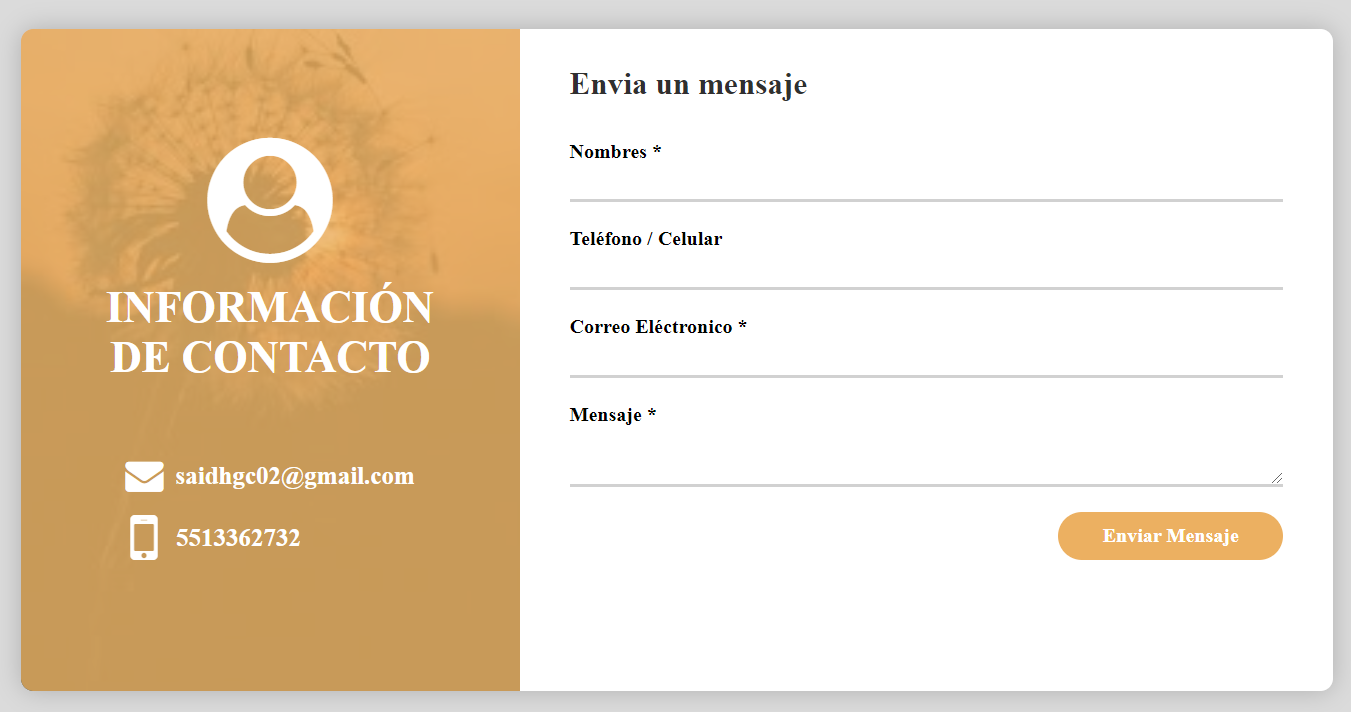 INFORMACIÓN
DE CONTACTO
saidhgc02@gmail.com
5513362732
Envia un mensaje
Nombres *
Teléfono / Celular
Correo Eléctronico *
Mensaje *
Enviar Mensaje